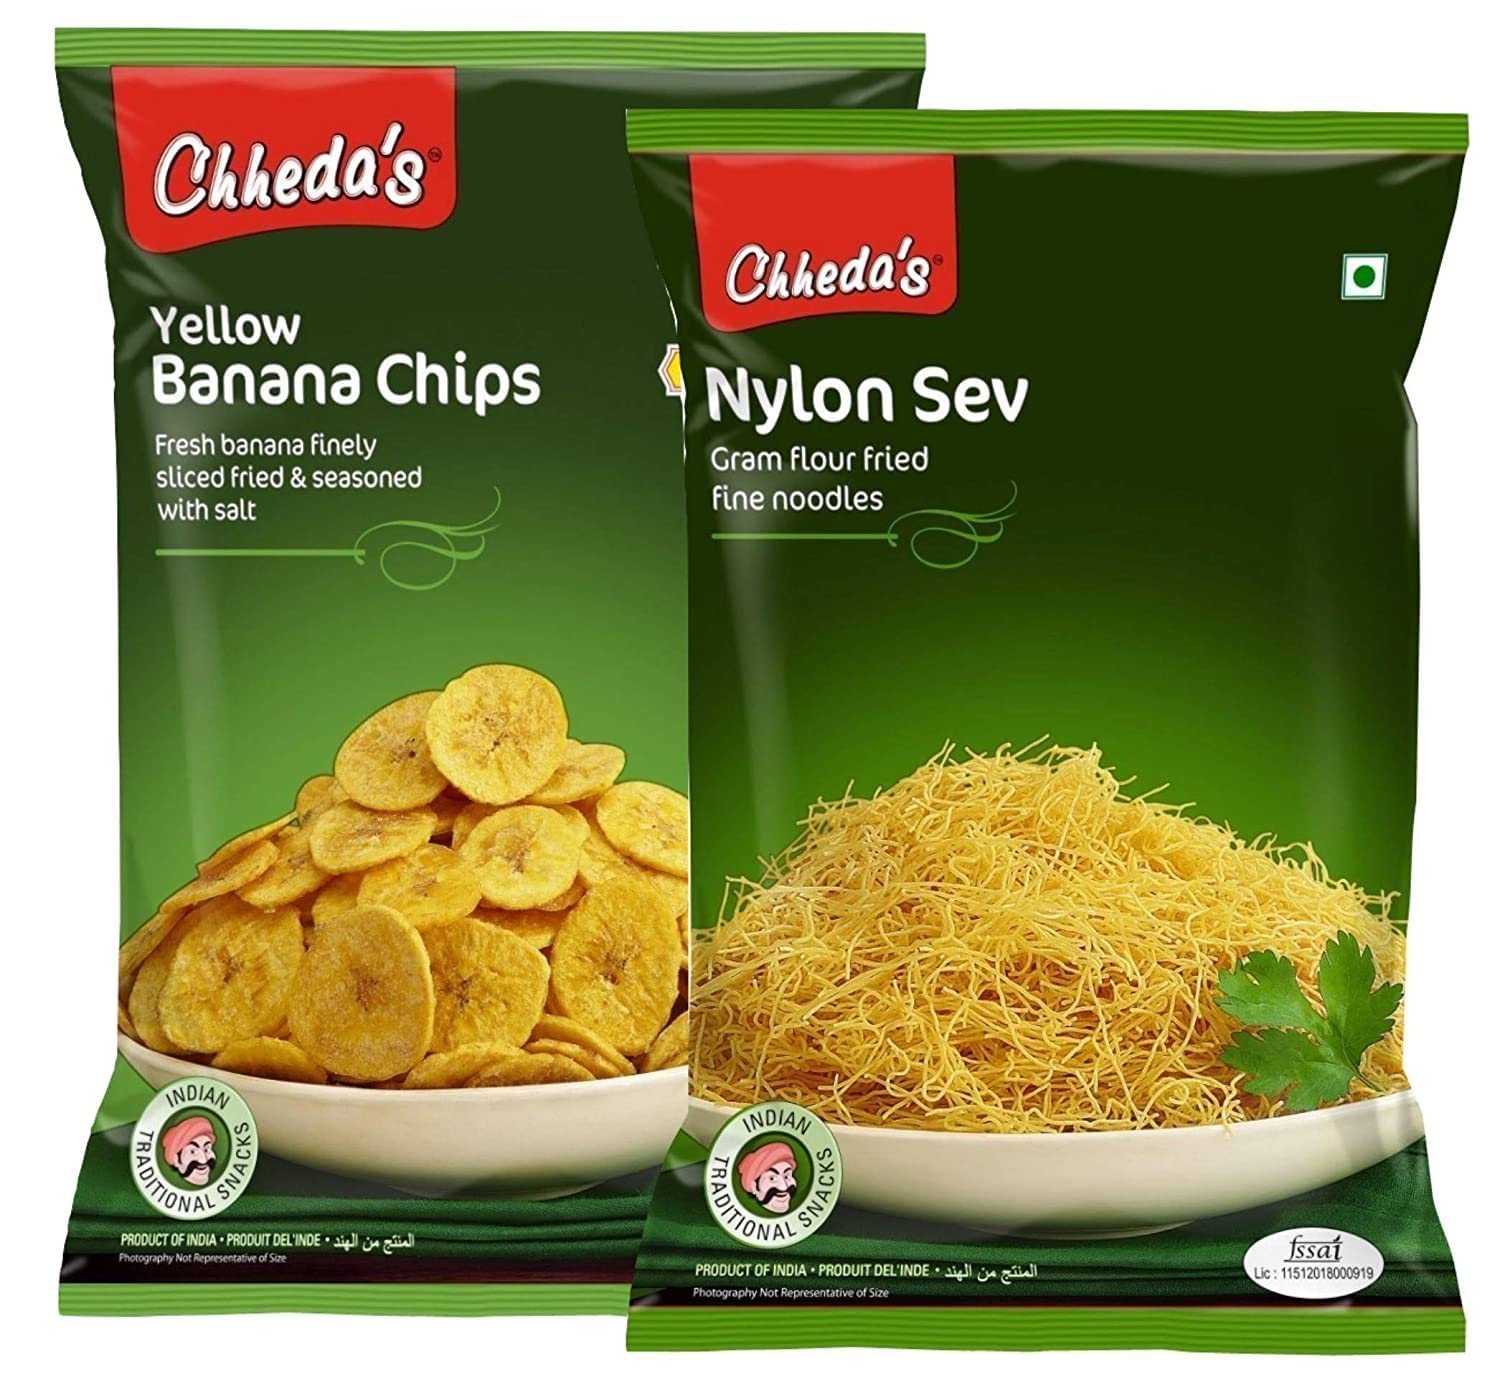 Chheda's™
Yellow
Banana Chips
Fresh banana finely
sliced fried & seasoned
with salt
INDIAN
TRADITIONAL SNACKS
PRODUCT OF INDIA • PRODUIT DEL'INDE • المنتج من الهند
Photography Not Representative of Size
Chheda's™
Nylon Sev
Gram flour fried
fine noodles
INDIAN
TRADITIONAL SNACKS
PRODUCT OF INDIA • PRODUIT DEL'INDE • المنتج من الهند
Photography Not Representative of Size
fssai
Lic : 11512018000919